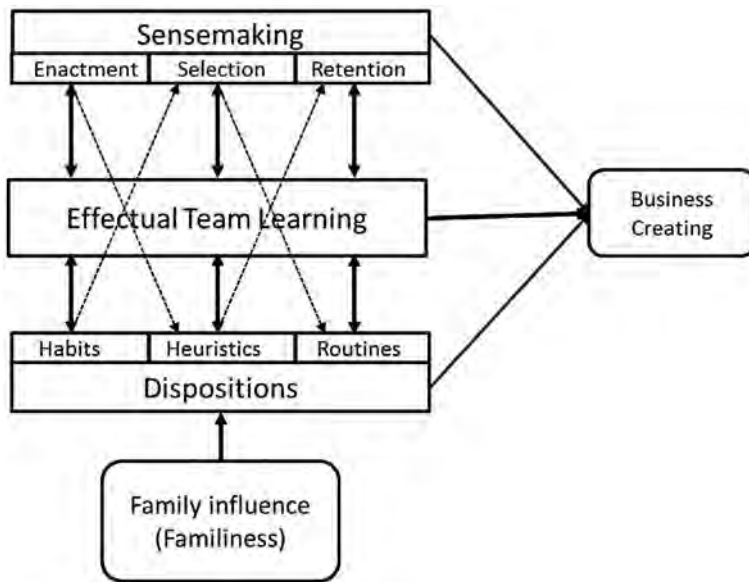 Sensemaking
Enactment Selection Retention
Effectual Team Learning
Business
Creating
Habits Heuristics Routines
Dispositions
Family influence
(Familiness)